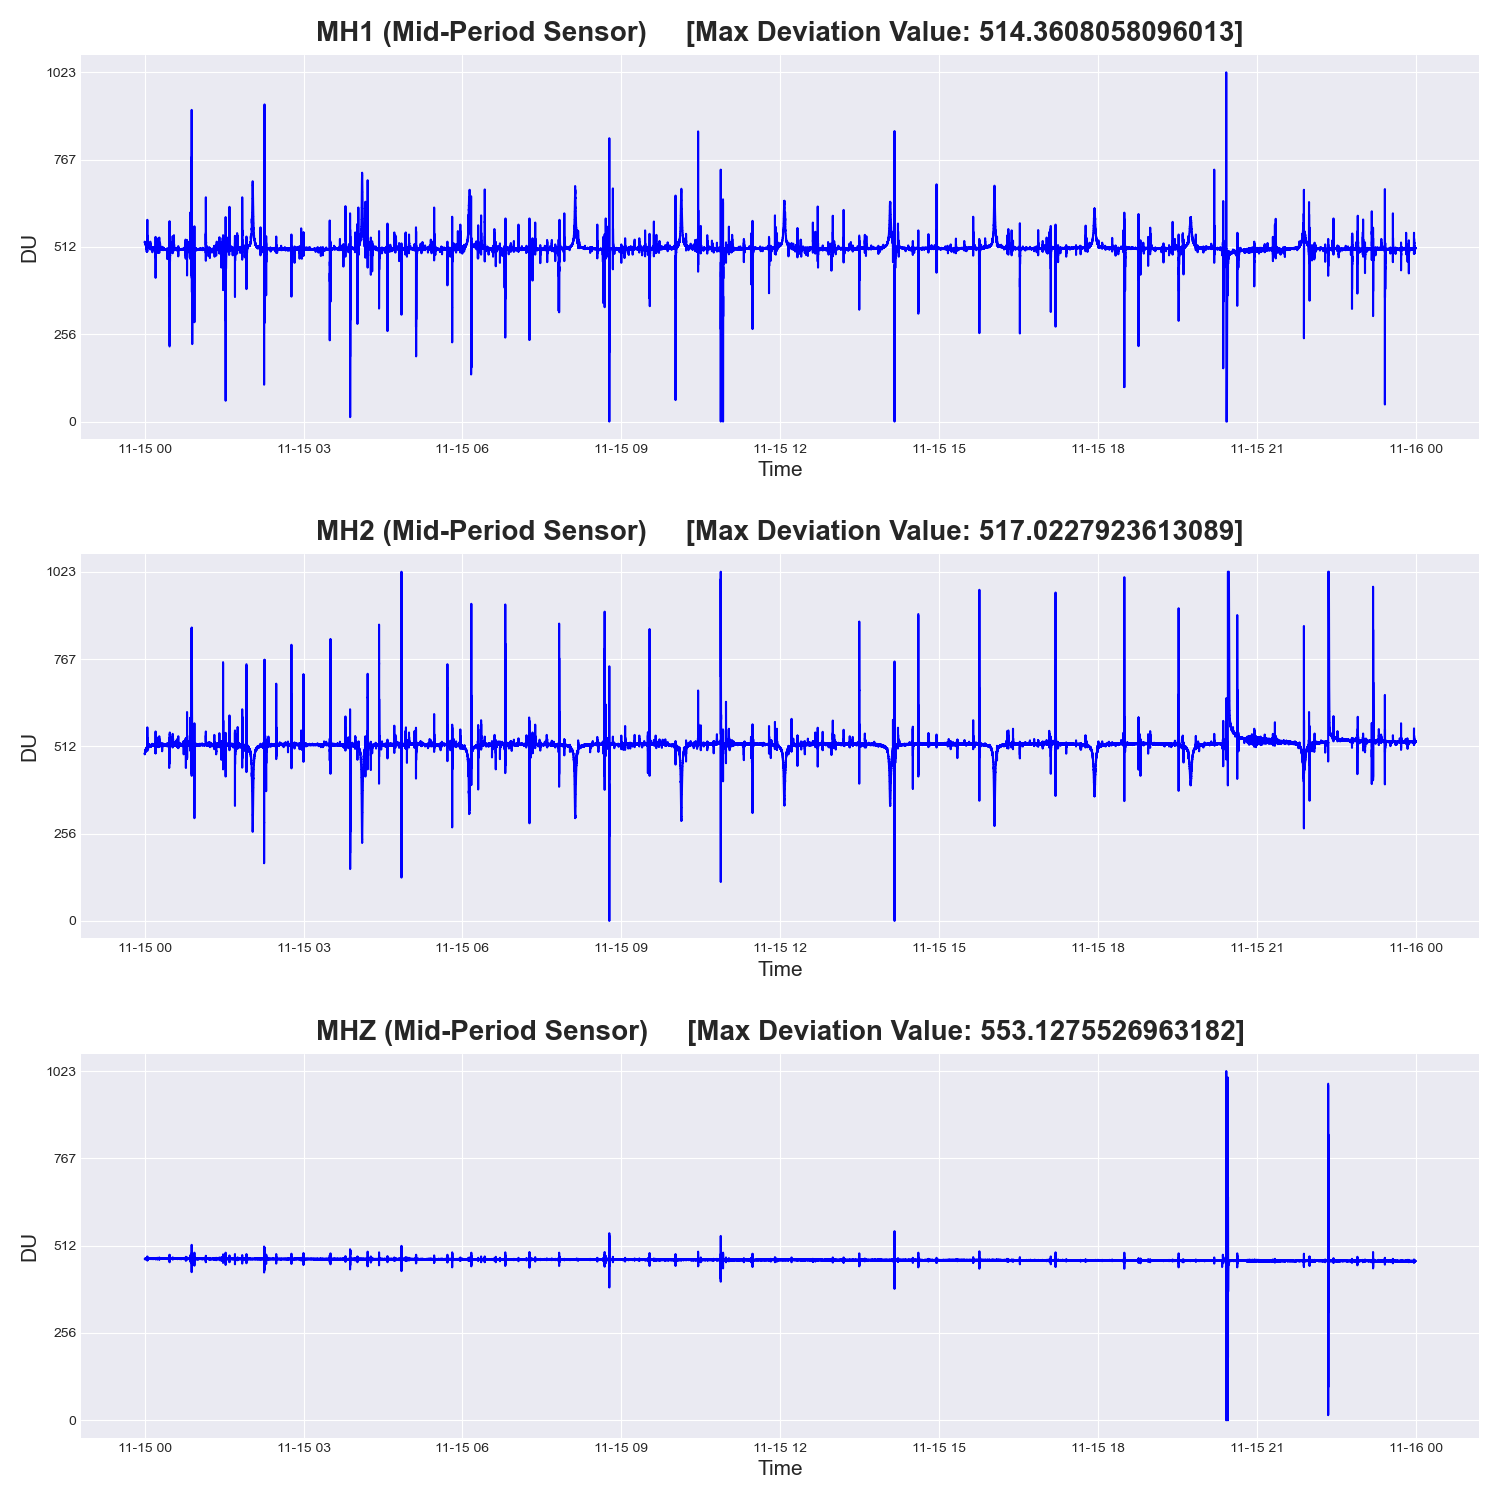 MH1 (Mid-Period Sensor) [Max Deviation Value: 514.3608058096013]
1023
767
512
256
0
DU
11-15 00 11-15 03 11-15 06 11-15 09 11-15 12 11-15 15 11-15 18 11-15 21 11-16 00
Time
MH2 (Mid-Period Sensor) [Max Deviation Value: 517.0227923613089]
1023
767
512
256
0
DU
11-15 00 11-15 03 11-15 06 11-15 09 11-15 12 11-15 15 11-15 18 11-15 21 11-16 00
Time
MHZ (Mid-Period Sensor) [Max Deviation Value: 553.1275526963182]
1023
767
512
256
0
DU
11-15 00 11-15 03 11-15 06 11-15 09 11-15 12 11-15 15 11-15 18 11-15 21 11-16 00
Time